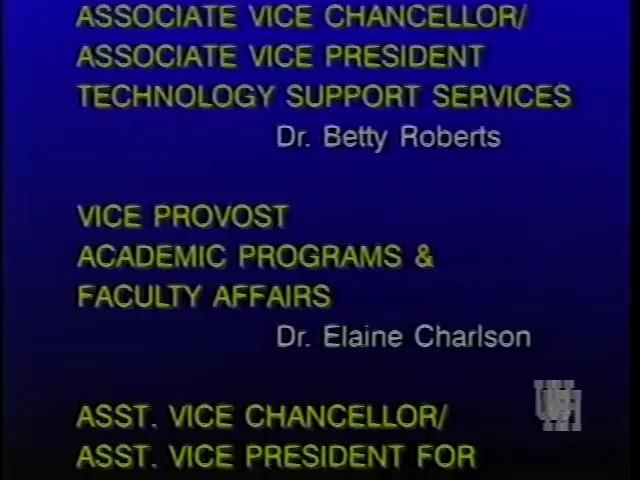 ASSOCIATE VICE CHANCELLOR/
ASSOCIATE VICE PRESIDENT
TECHNOLOGY SUPPORT SERVICES
Dr. Betty Roberts
VICE PROVOST
ACADEMIC PROGRAMS &
FACULTY AFFAIRS
Dr. Elaine Charlson
ASST. VICE CHANCELLOR/
ASST. VICE PRESIDENT FOR